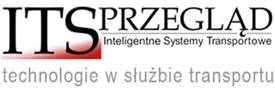 ITS PRZEGLĄD
Inteligentne Systemy Transportowe
technologie w służbie transportu